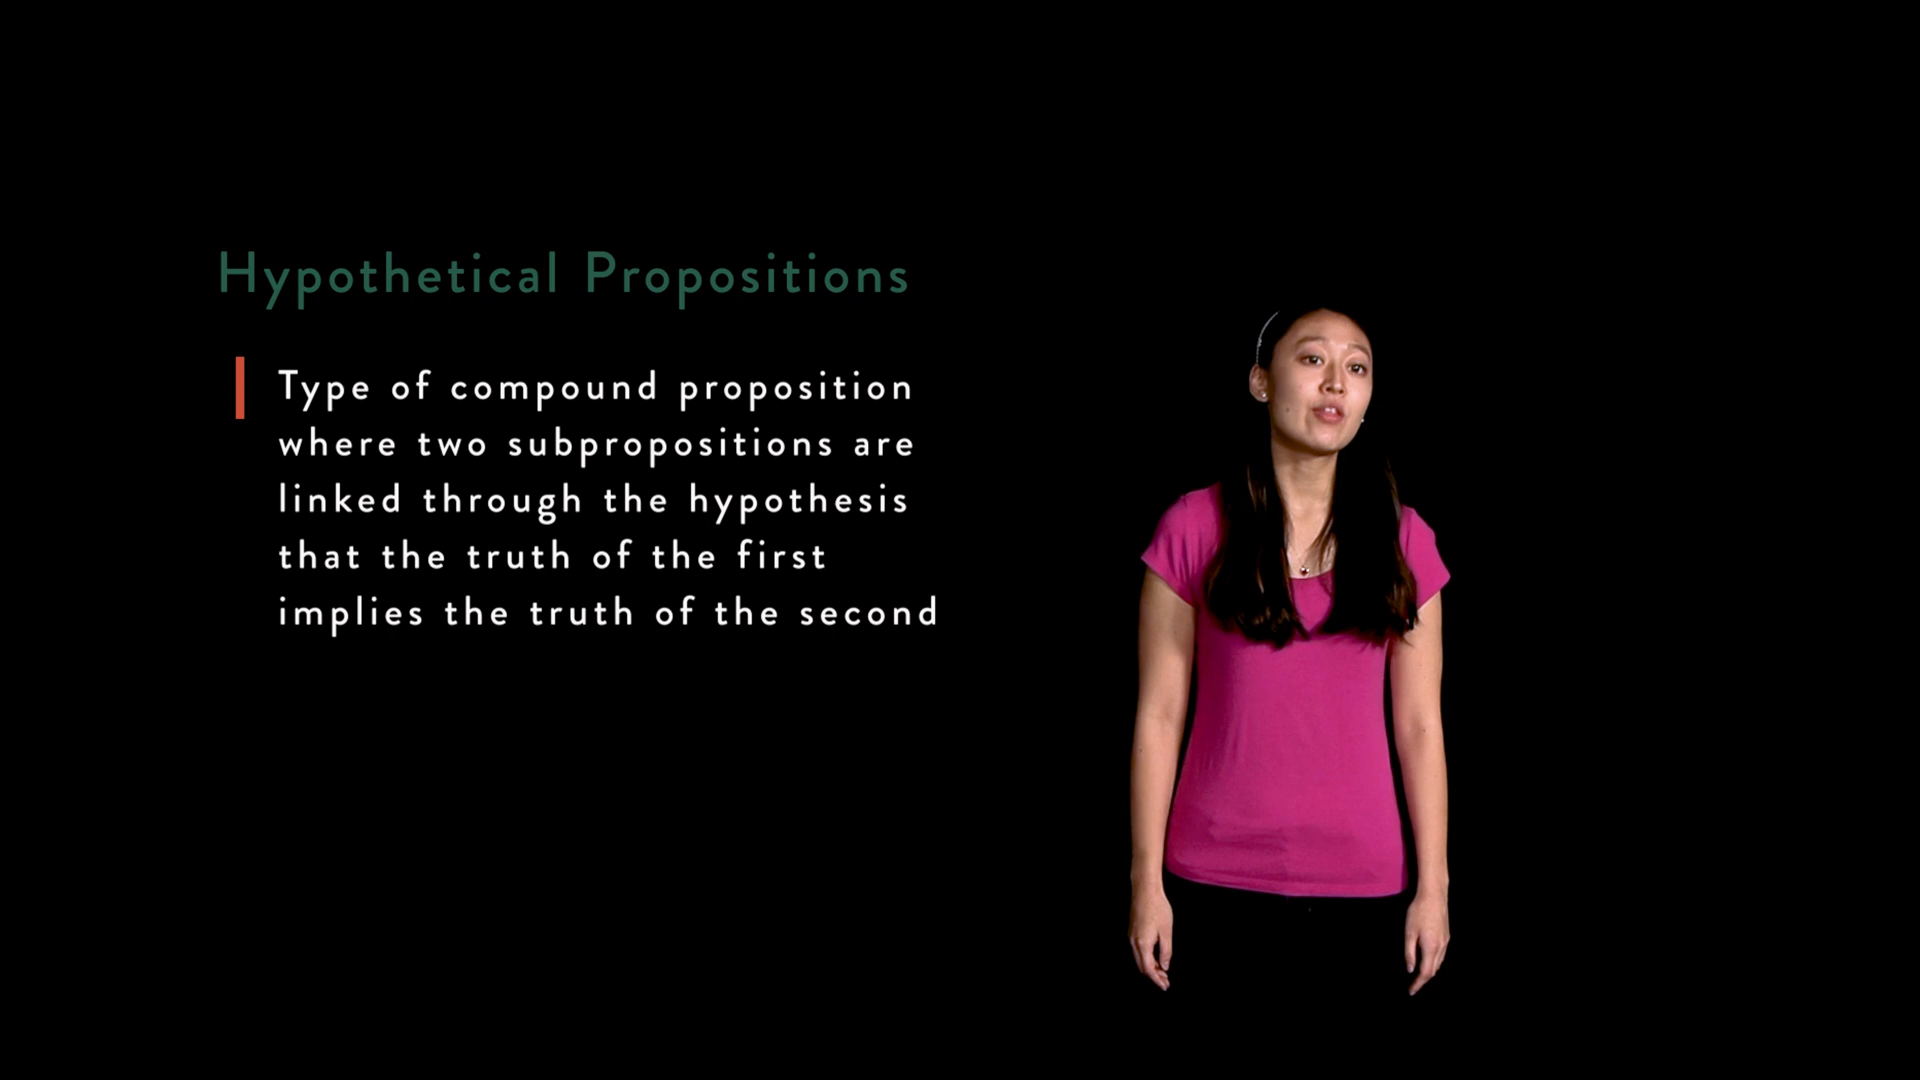 Hypothetical Propositions
Type of compound proposition
where two subpropositions are
linked through the hypothesis
that the truth of the first
implies the truth of the second